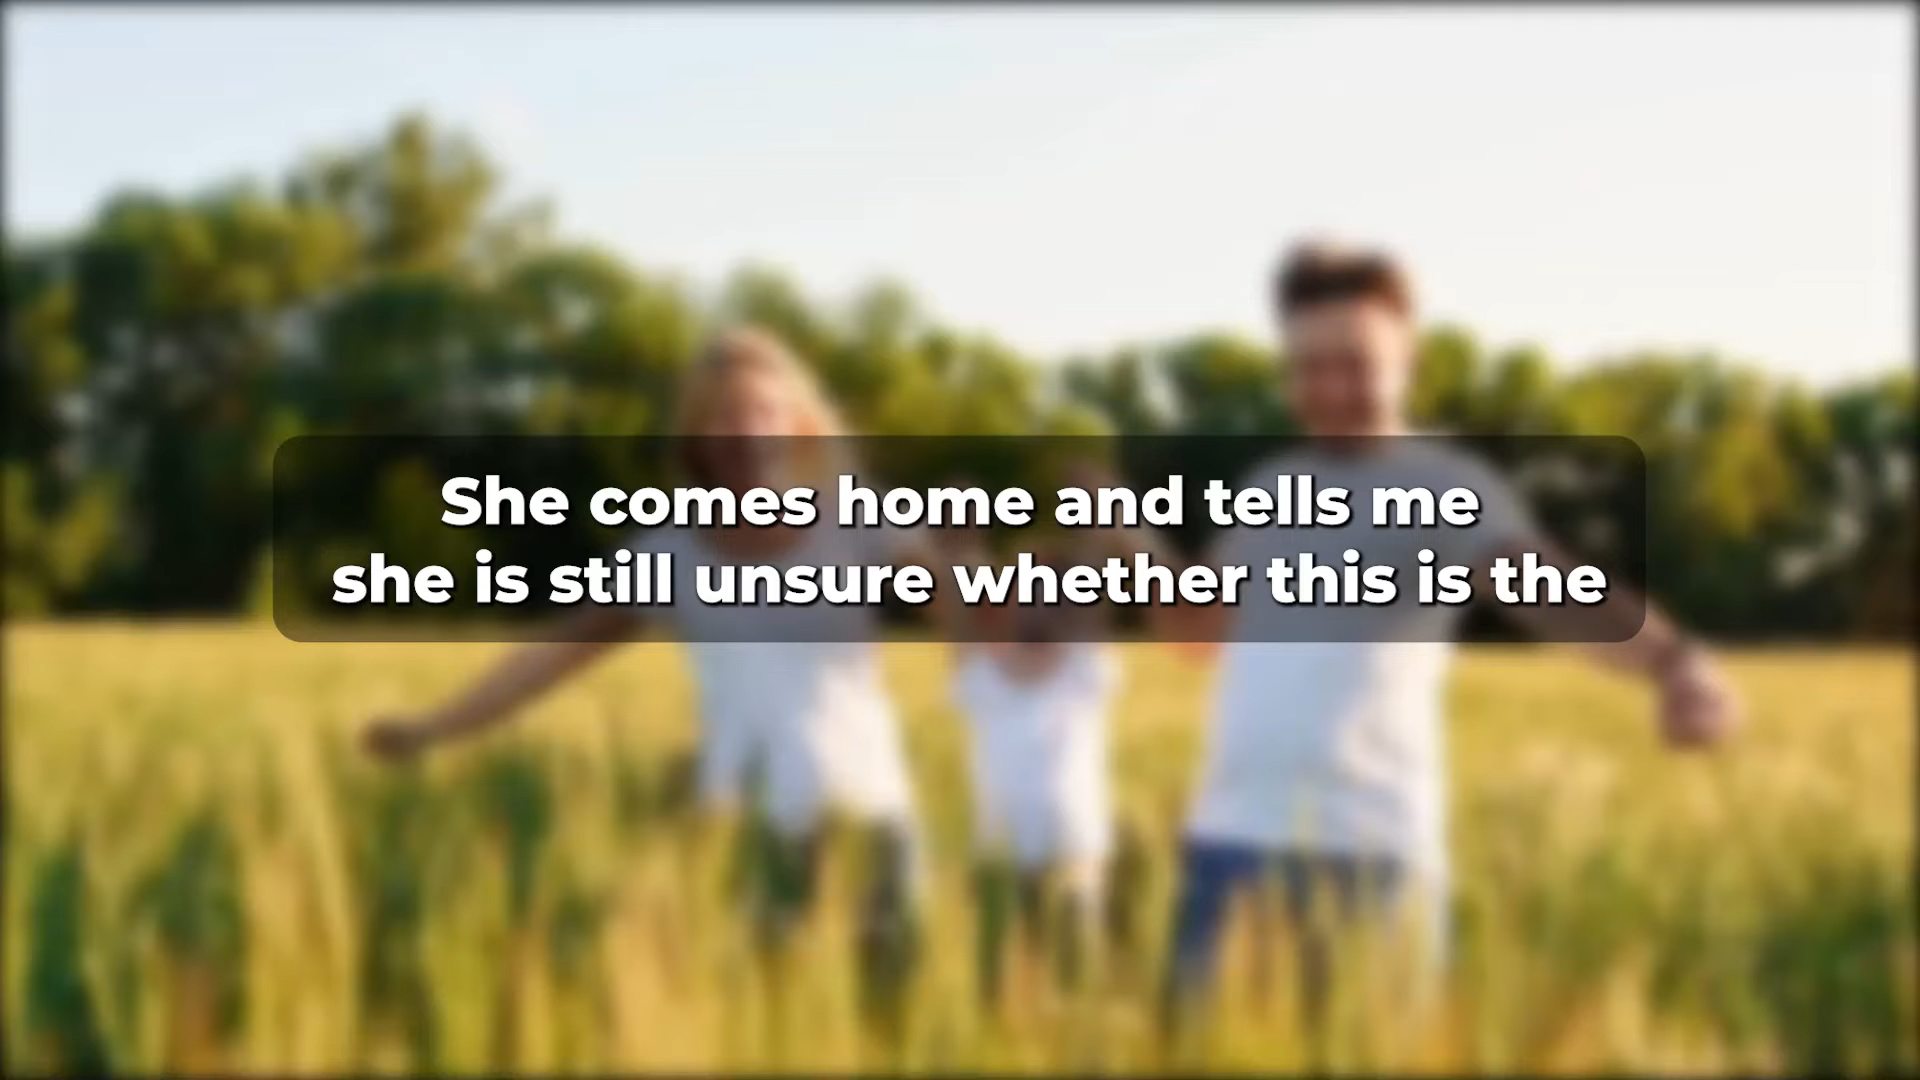 She comes home and tells me
she is still unsure whether this is the